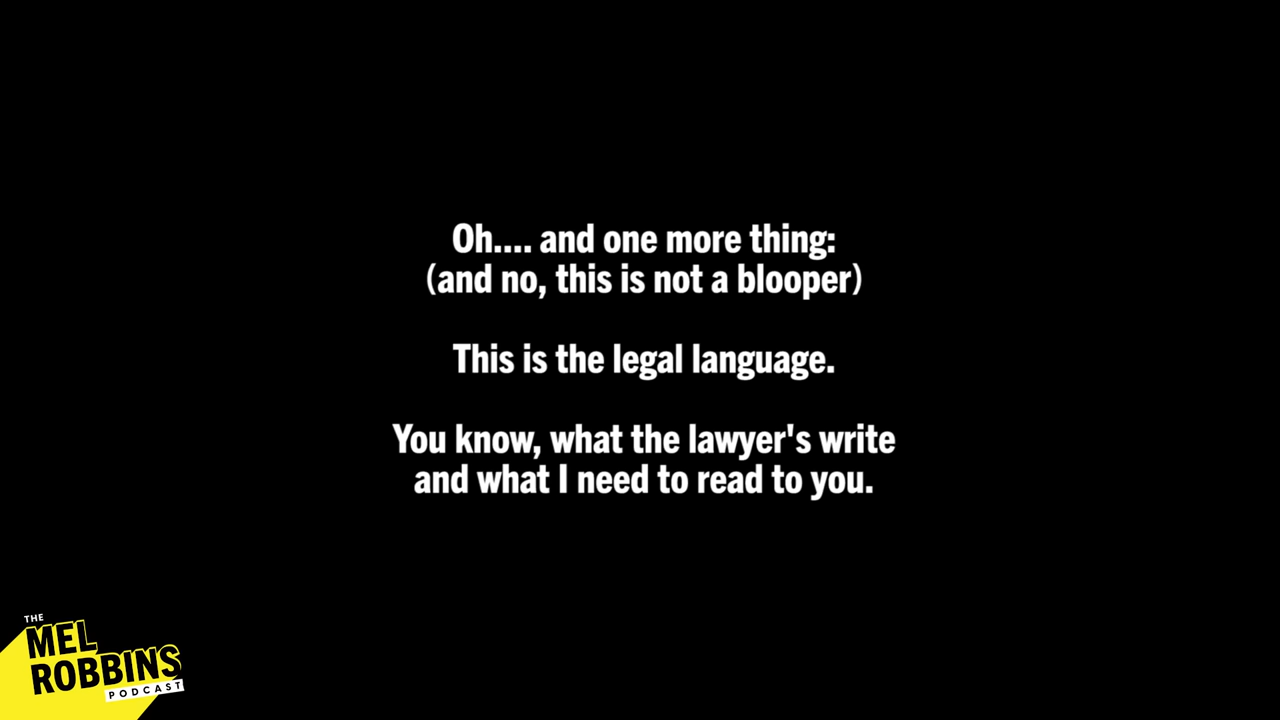 Oh.... and one more thing:
(and no, this is not a blooper)
This is the legal language.
You know, what the lawyer's write
and what I need to read to you.
THE
MEL
ROBBINS
PODCAST